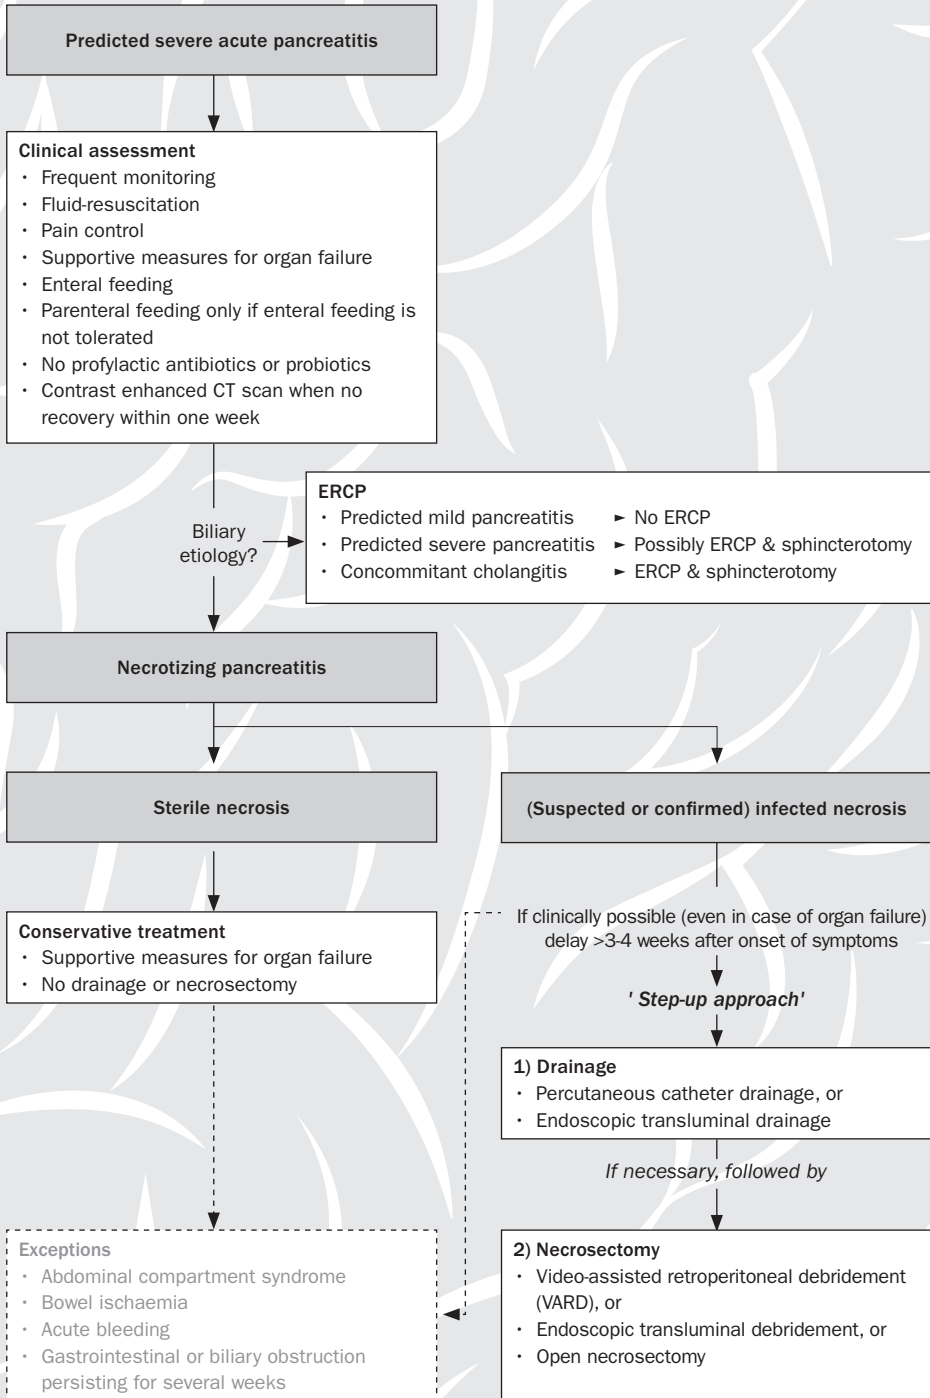 Predicted severe acute pancreatitis
Clinical assessment
· Frequent monitoring
· Fluid-resuscitation
· Pain control
· Supportive measures for organ failure
· Enteral feeding
· Parenteral feeding only if enteral feeding is
not tolerated
· No profylactic antibiotics or probiotics
· Contrast enhanced CT scan when no
recovery within one week
Biliary
etiology?
ERCP
· Predicted mild pancreatitis ► No ERCP
· Predicted severe pancreatitis ► Possibly ERCP & sphincterotomy
· Concommitant cholangitis ► ERCP & sphincterotomy
Necrotizing pancreatitis
Sterile necrosis
(Suspected or confirmed) infected necrosis
Conservative treatment
· Supportive measures for organ failure
· No drainage or necrosectomy
If clinically possible (even in case of organ failure)
delay >3-4 weeks after onset of symptoms
' Step-up approach'
1) Drainage
· Percutaneous catheter drainage, or
· Endoscopic transluminal drainage
If necessary, followed by
Exceptions
· Abdominal compartment syndrome
· Bowel ischaemia
· Acute bleeding
· Gastrointestinal or biliary obstruction
persisting for several weeks
2) Necrosectomy
· Video-assisted retroperitoneal debridement
(VARD), or
· Endoscopic transluminal debridement, or
· Open necrosectomy